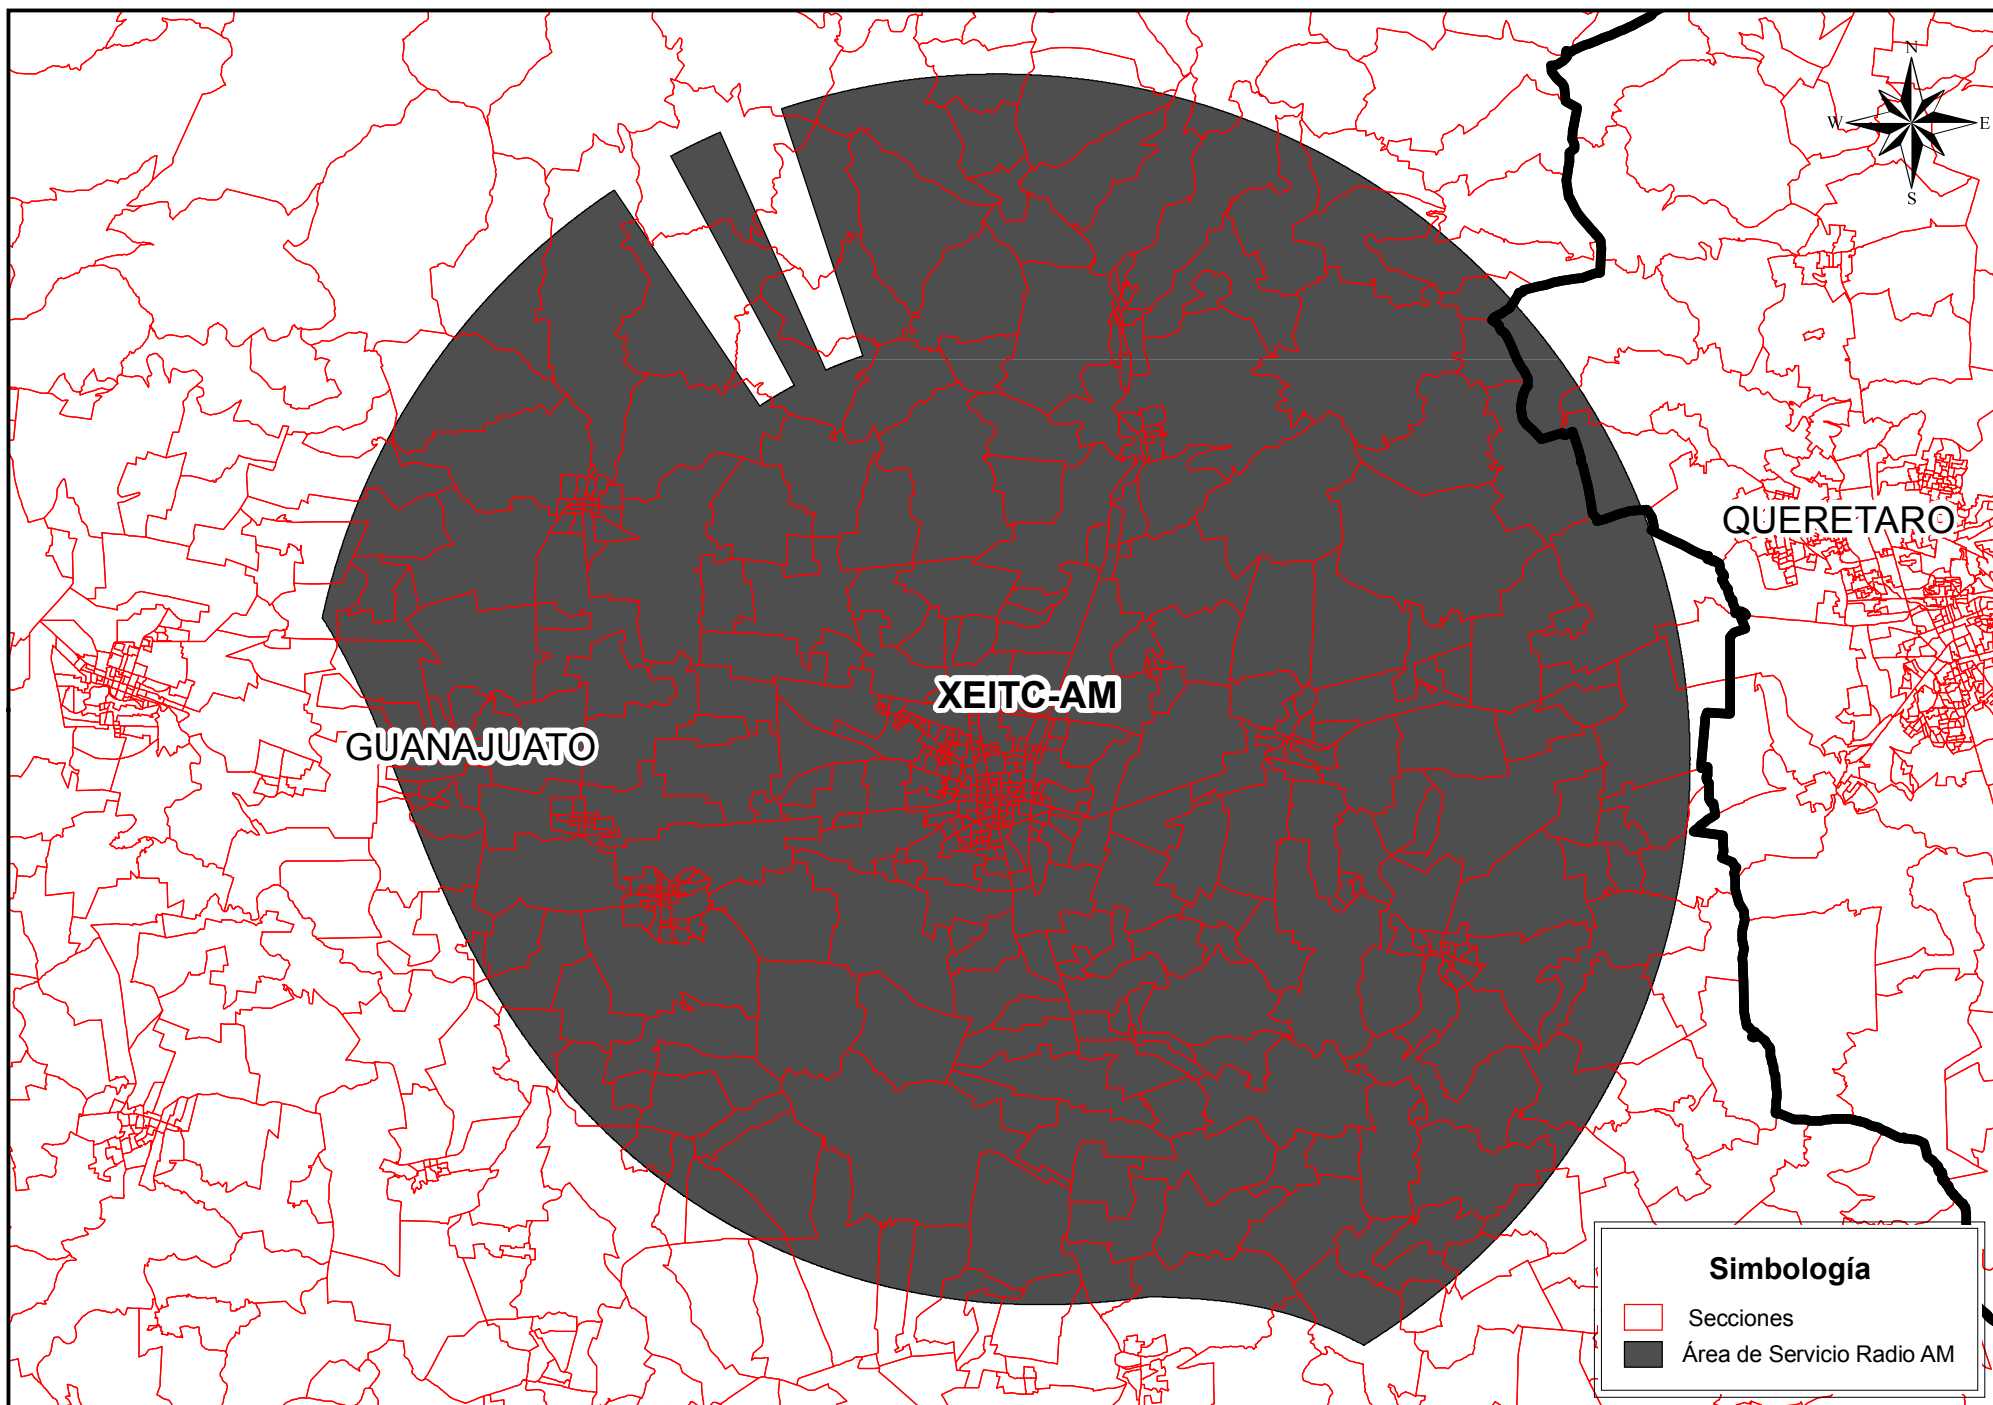 N
W
E
S
QUERETARO
XEITC-AM
GUANAJUATO
Simbología
Secciones
Área de Servicio Radio AM